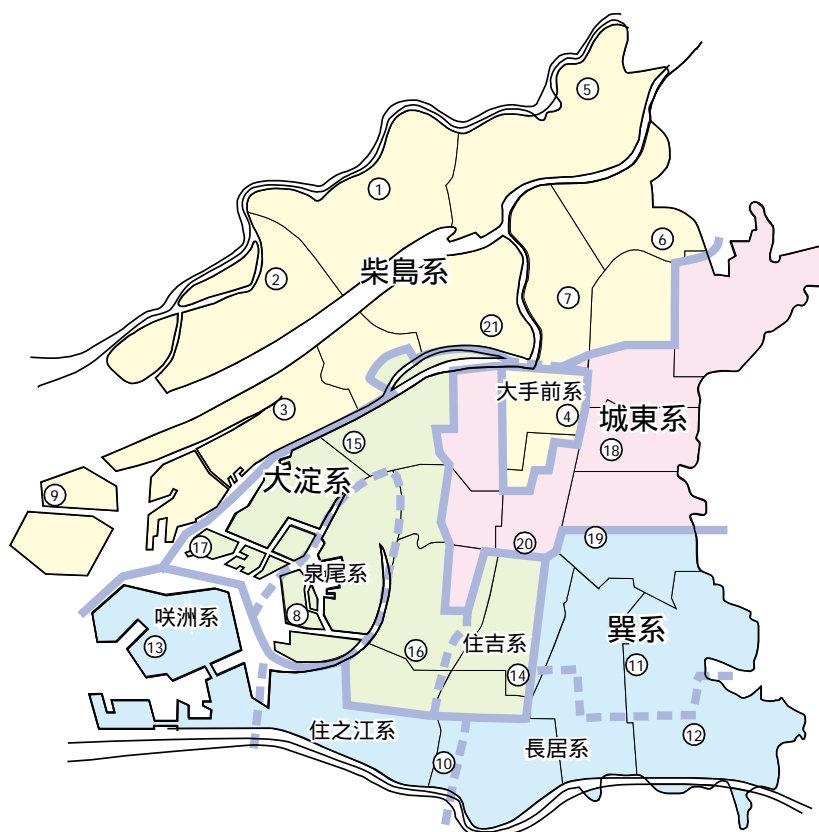 ⑤
①
⑥
柴島系
②
⑦
㉑
大手前系
③
④
城東系
⑮
⑱
大淀系
⑨
⑰
⑳
⑲
泉尾系
咲洲系
⑧
巽系
⑬
⑯
住吉系
⑪
⑭
住之江系
長居系
⑫
⑩